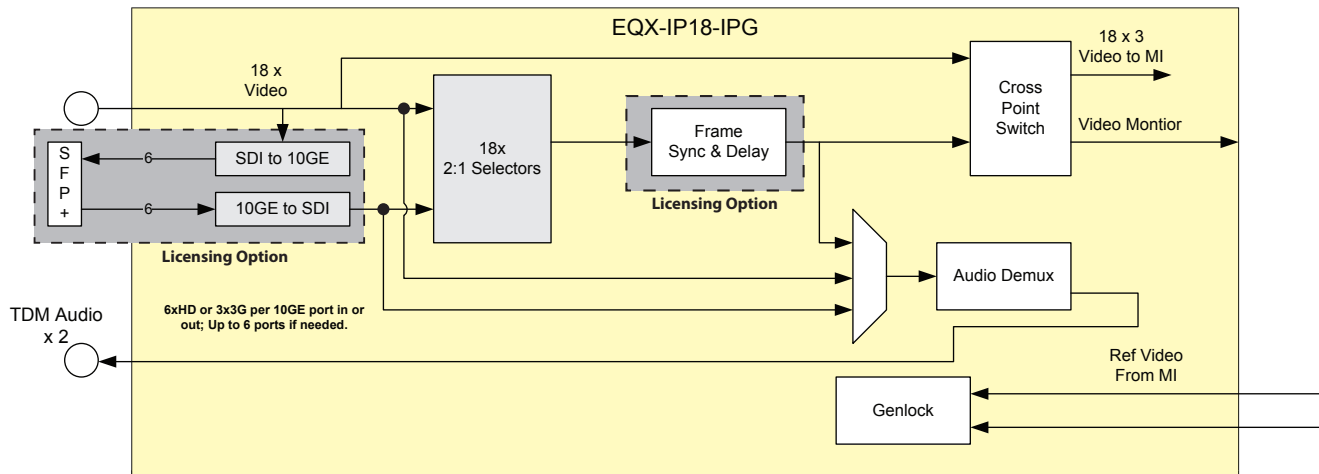 EQX-IP18-IPG
18 x
Video
18 x 3
Video to MI
Cross
Point
Switch
Video Montior
S
F
P
+
6
SDI to 10GE
6
10GE to SDI
Licensing Option
18x
2:1 Selectors
Frame
Sync & Delay
Licensing Option
Audio Demux
6xHD or 3x3G per 10GE port in or
out; Up to 6 ports if needed.
TDM Audio
x 2
Ref Video
From MI
Genlock